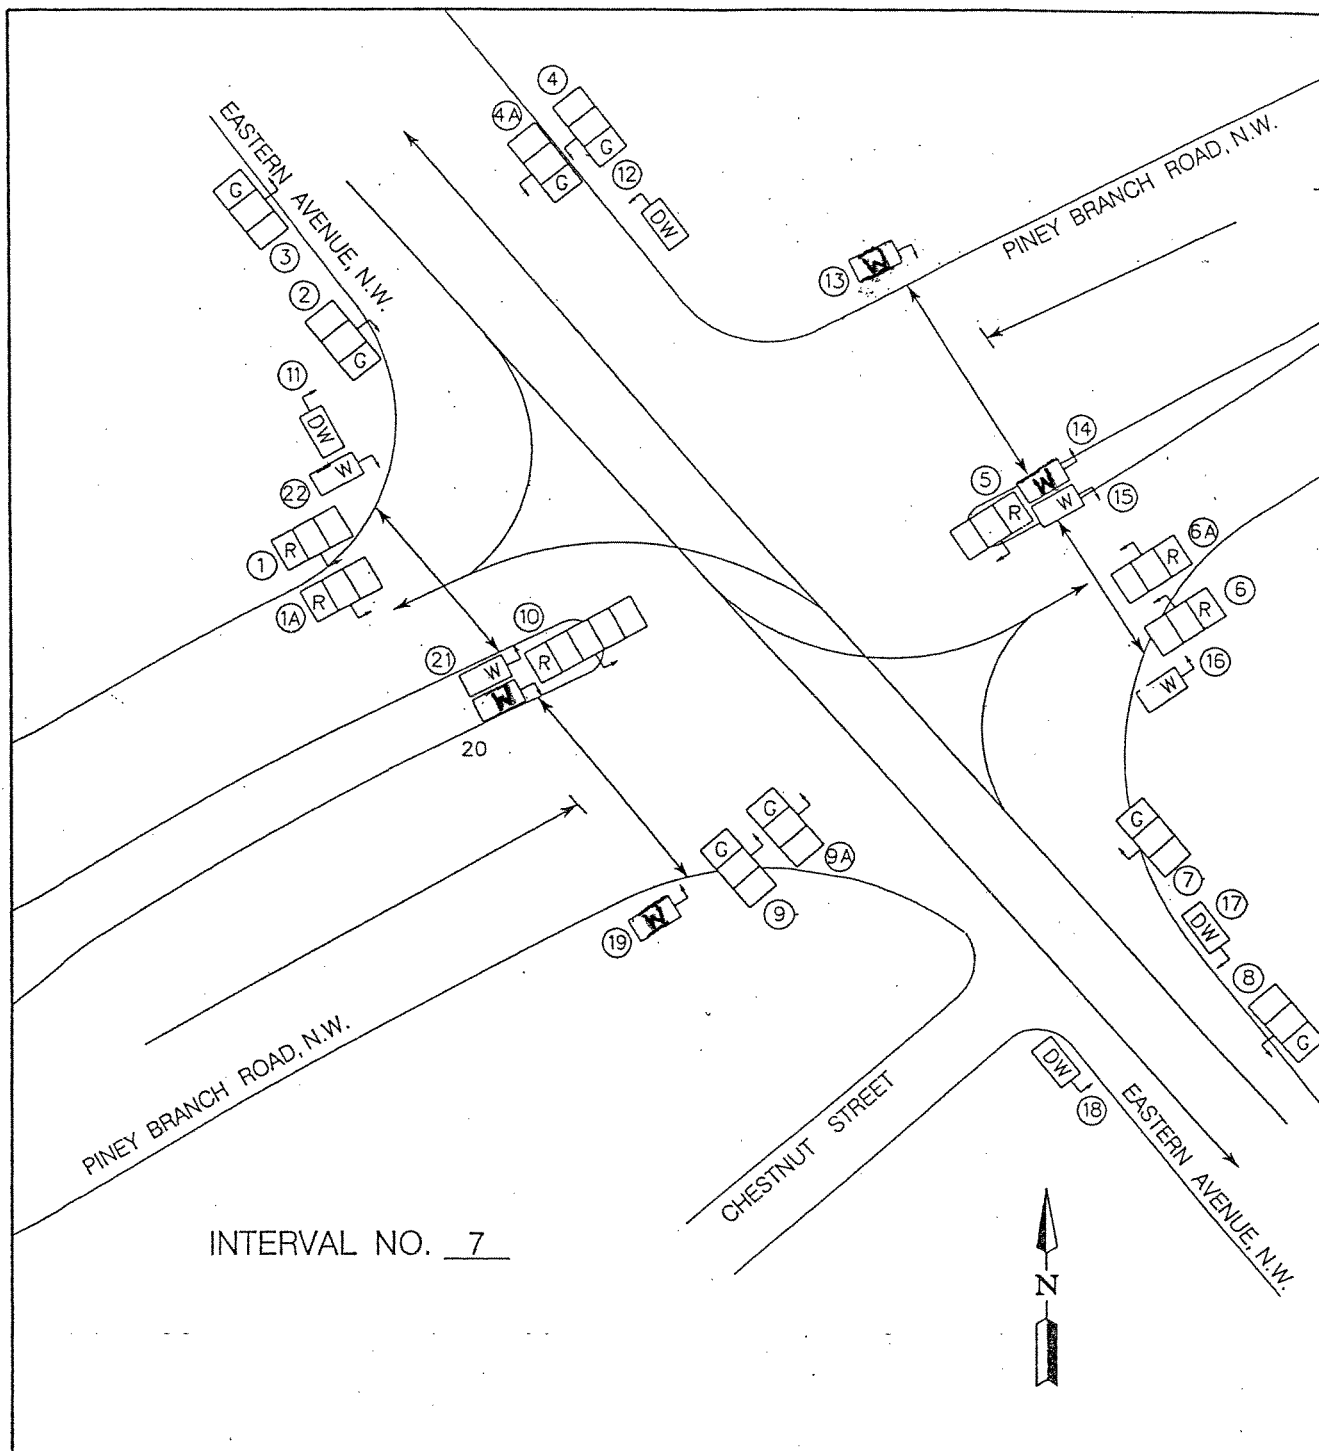 4
4A
G
G
12
DW
EASTERN AVENUE, N.W.
G
3
2
G
PINEY BRANCH ROAD, N.W.
13
W
11
DW
W
22
14
W
5
R
W
15
1
R
1A
R
6A
R
R
6
10
R
21
W
W
20
W
16
G
9A
G
9
G
7
W
19
DW
17
8
G
PINEY BRANCH ROAD, N.W.
CHESTNUT STREET
DW
18
EASTERN AVENUE, N.W.
INTERVAL NO. 7
N